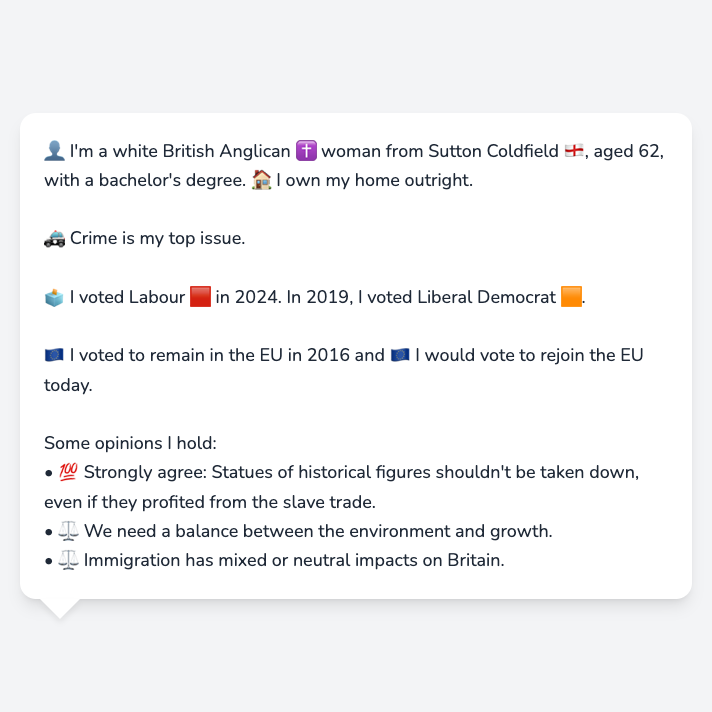 👤 I'm a white British Anglican ✝️ woman from Sutton Coldfield 🏴󠁧󠁢󠁥󠁮󠁧󠁿, aged 62,
with a bachelor's degree. 🏠 I own my home outright.
🚓 Crime is my top issue.
🗳️ I voted Labour 🟥 in 2024. In 2019, I voted Liberal Democrat 🟧.
🇪🇺 I voted to remain in the EU in 2016 and 🇪🇺 I would vote to rejoin the EU
today.
Some opinions I hold:
• 💯 Strongly agree: Statues of historical figures shouldn't be taken down,
even if they profited from the slave trade.
• ⚖️ We need a balance between the environment and growth.
• ⚖️ Immigration has mixed or neutral impacts on Britain.